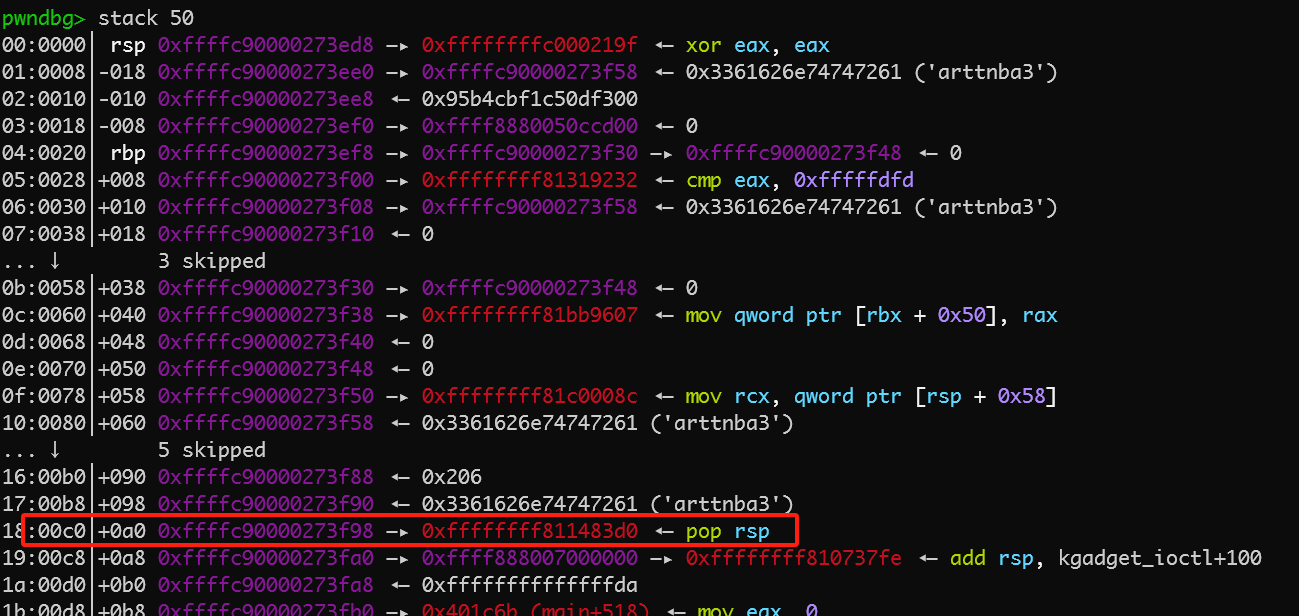 pwndbg> stack 50
00:0000│ rsp 0xffffc90000273ed8 —▸ 0xffffffffc000219f ◂— xor eax, eax
01:0008│-018 0xffffc90000273ee0 —▸ 0xffffc90000273f58 ◂— 0x3361626e74747261 ('arttnba3')
02:0010│-010 0xffffc90000273ee8 ◂— 0x95b4cbf1c50df300
03:0018│-008 0xffffc90000273ef0 —▸ 0xffff8880050ccd00 ◂— 0
04:0020│ rbp 0xffffc90000273ef8 —▸ 0xffffc90000273f30 —▸ 0xffffc90000273f48 ◂— 0
05:0028│+008 0xffffc90000273f00 —▸ 0xffffffff81319232 ◂— cmp eax, 0xfffffdfd
06:0030│+010 0xffffc90000273f08 —▸ 0xffffc90000273f58 ◂— 0x3361626e74747261 ('arttnba3')
07:0038│+018 0xffffc90000273f10 ◂— 0
... ↓ 3 skipped
0b:0058│+038 0xffffc90000273f30 —▸ 0xffffc90000273f48 ◂— 0
0c:0060│+040 0xffffc90000273f38 —▸ 0xffffffff81bb9607 ◂— mov qword ptr [rbx + 0x50], rax
0d:0068│+048 0xffffc90000273f40 ◂— 0
0e:0070│+050 0xffffc90000273f48 ◂— 0
0f:0078│+058 0xffffc90000273f50 —▸ 0xffffffff81c0008c ◂— mov rcx, qword ptr [rsp + 0x58]
10:0080│+060 0xffffc90000273f58 ◂— 0x3361626e74747261 ('arttnba3')
... ↓ 5 skipped
16:00b0│+090 0xffffc90000273f88 ◂— 0x206
17:00b8│+098 0xffffc90000273f90 ◂— 0x3361626e74747261 ('arttnba3')
18:00c0│+0a0 0xffffc90000273f98 —▸ 0xffffffff811483d0 ◂— pop rsp
19:00c8│+0a8 0xffffc90000273fa0 —▸ 0xffff888007000000 —▸ 0xffffffff810737fe ◂— add rsp, kgadget_ioctl+100
1a:00d0│+0b0 0xffffc90000273fa8 ◂— 0xffffffffffffffda
1b:00d8│+0b8 0xffffc90000273fb0 —▸ 0x401c6b (main+518) ◂— mov eax, 0